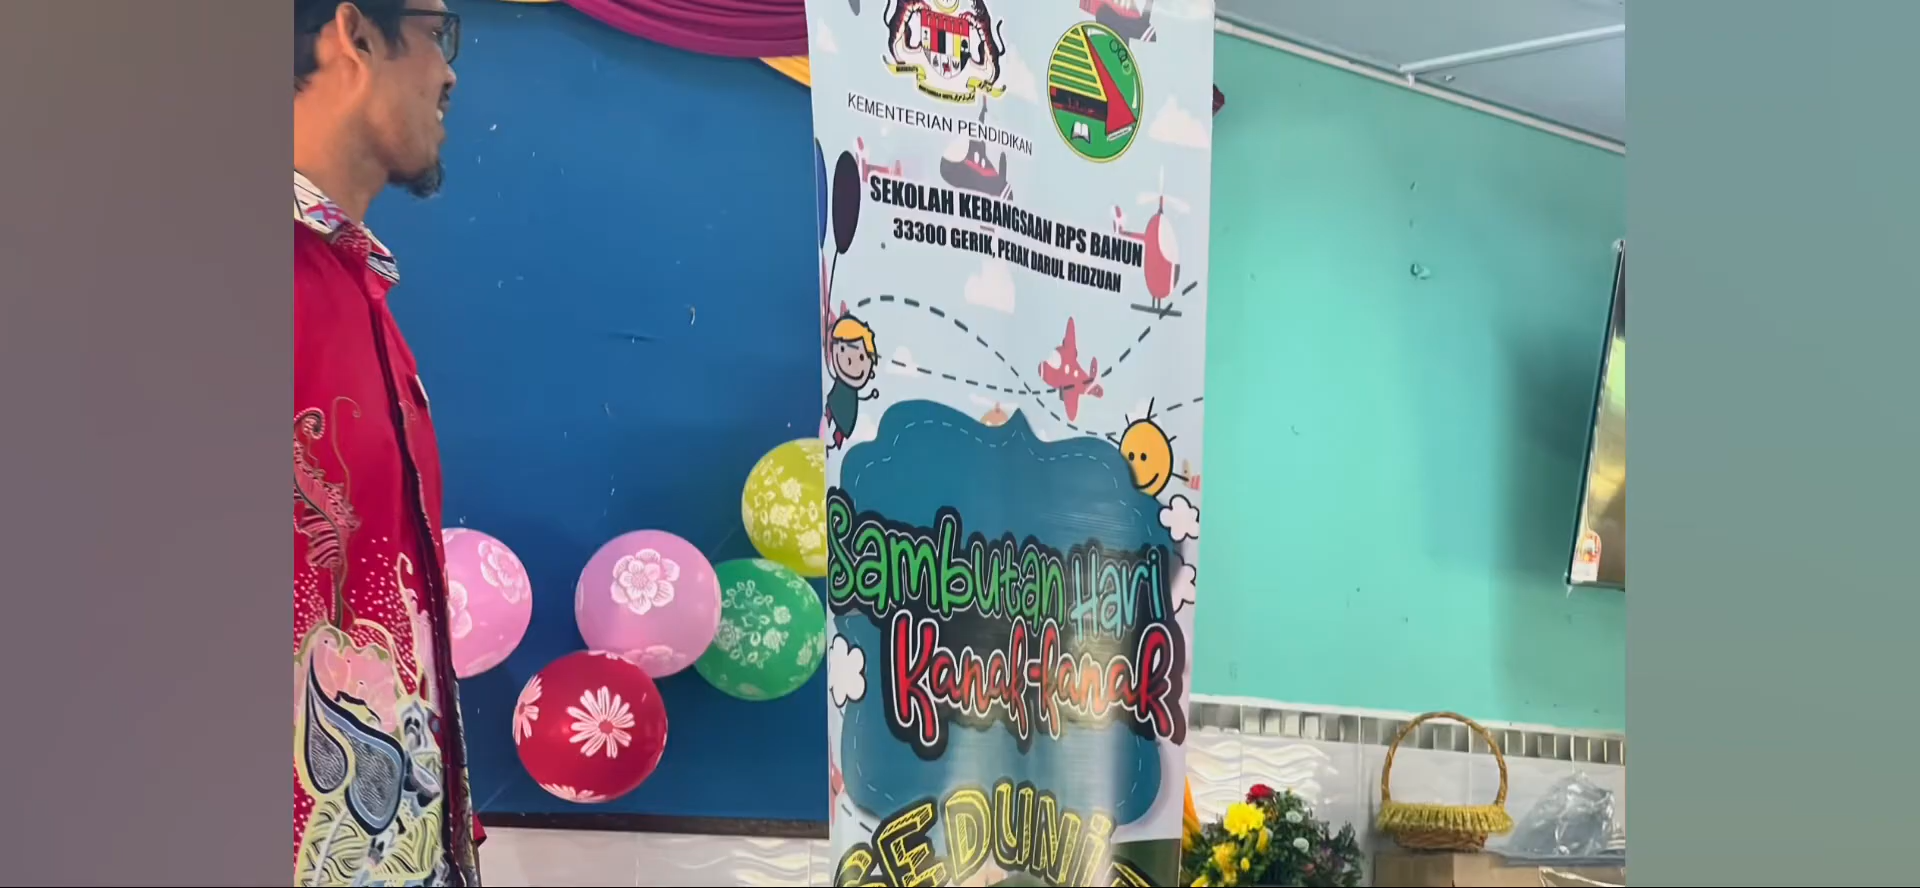 KEMENTERIAN PENDIDIKAN
SEKOLAH KEBANGSAAN RPS BANUN
33300 GERIK, PERAK DARUL RIDZUAN
Sambutan Hari
Kanak-kanak
SEDUNIA